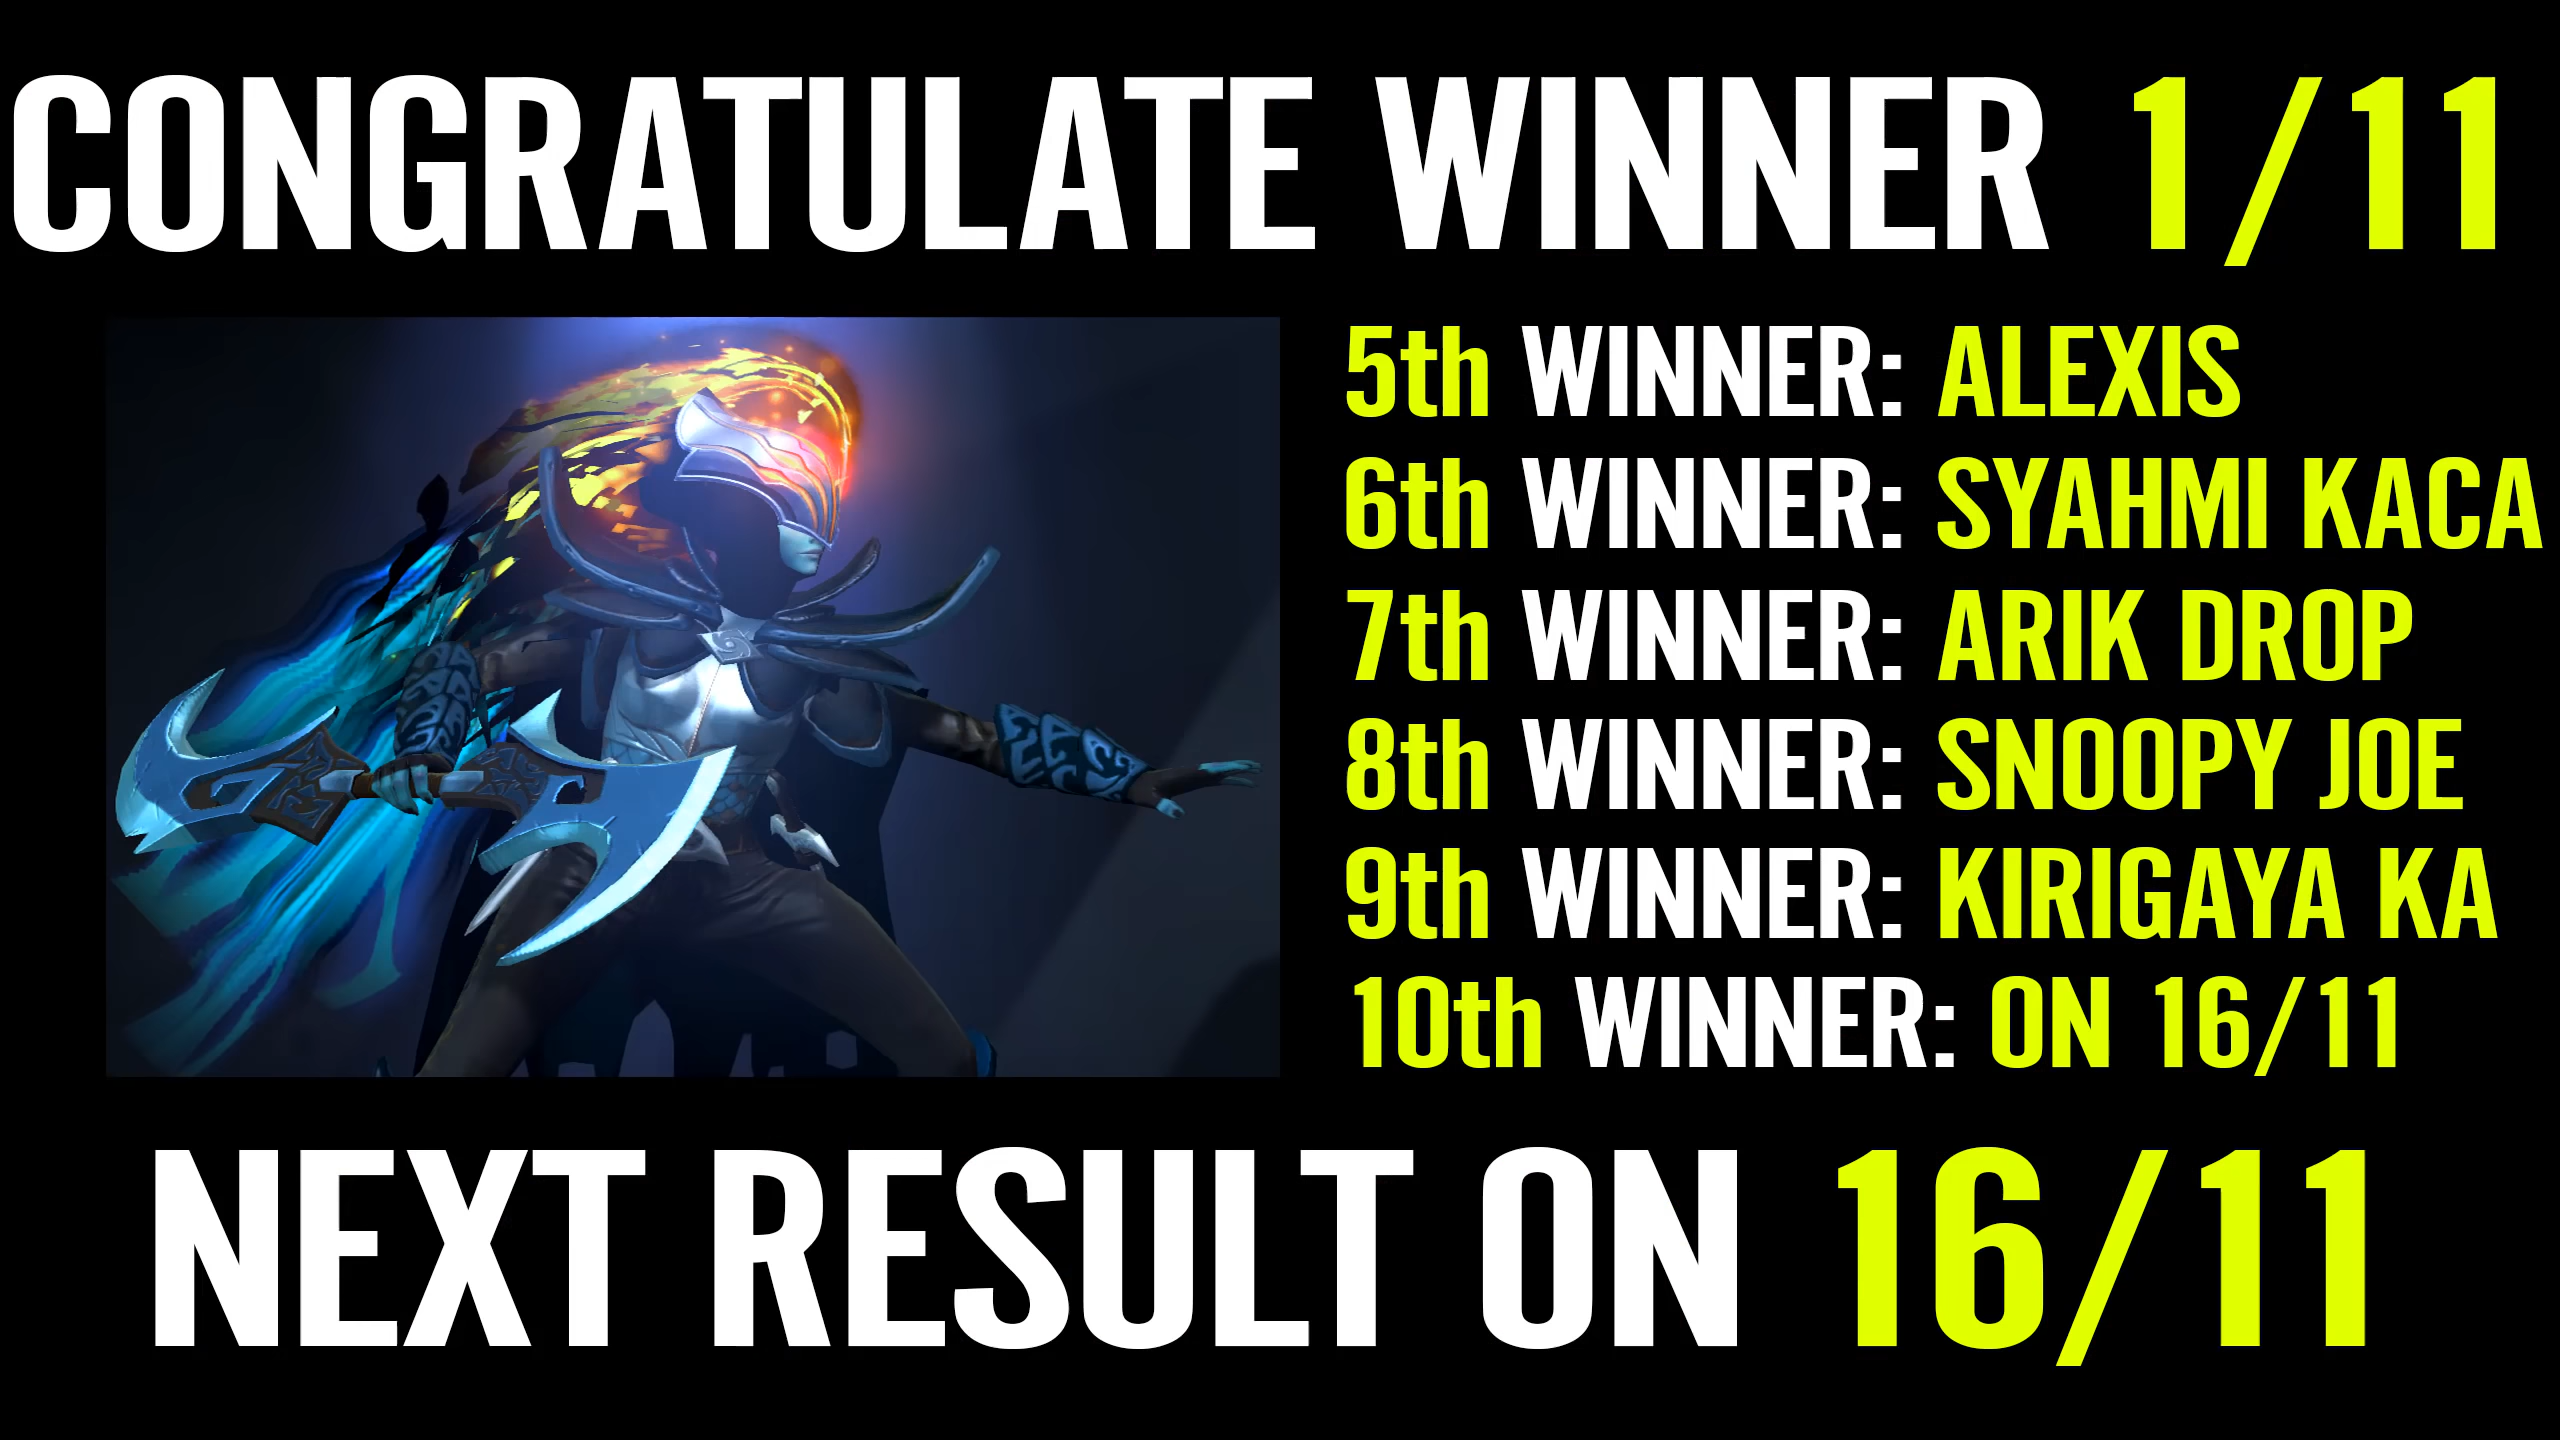 CONGRATULATE WINNER 1/11
5th WINNER: ALEXIS
6th WINNER: SYAHMI KACA
7th WINNER: ARIK DROP
8th WINNER: SNOOPY JOE
9th WINNER: KIRIGAYA KA
10th WINNER: ON 16/11
NEXT RESULT ON 16/11